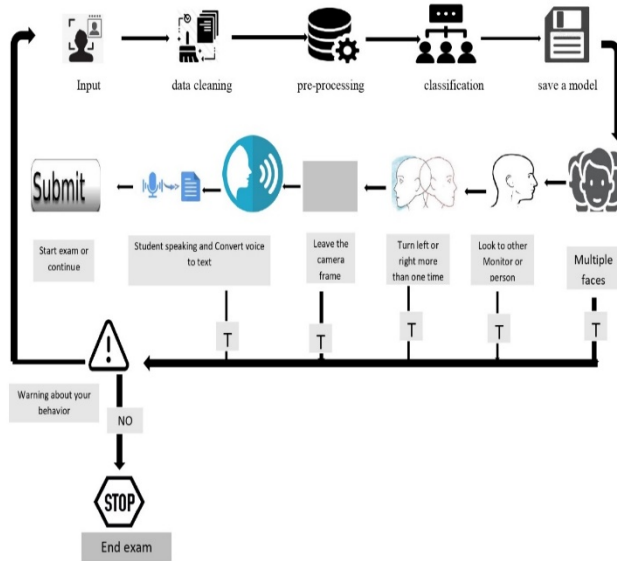 Input
data cleaning
pre-processing
classification
save a model
Submit
Start exam or
continue
Student speaking and Convert voice
to text
Leave the
camera
frame
Turn left or
right more
than one time
Look to other
Monitor or
person
Multiple
faces
T
T
T
T
T
Warning about your
behavior
NO
STOP
End exam